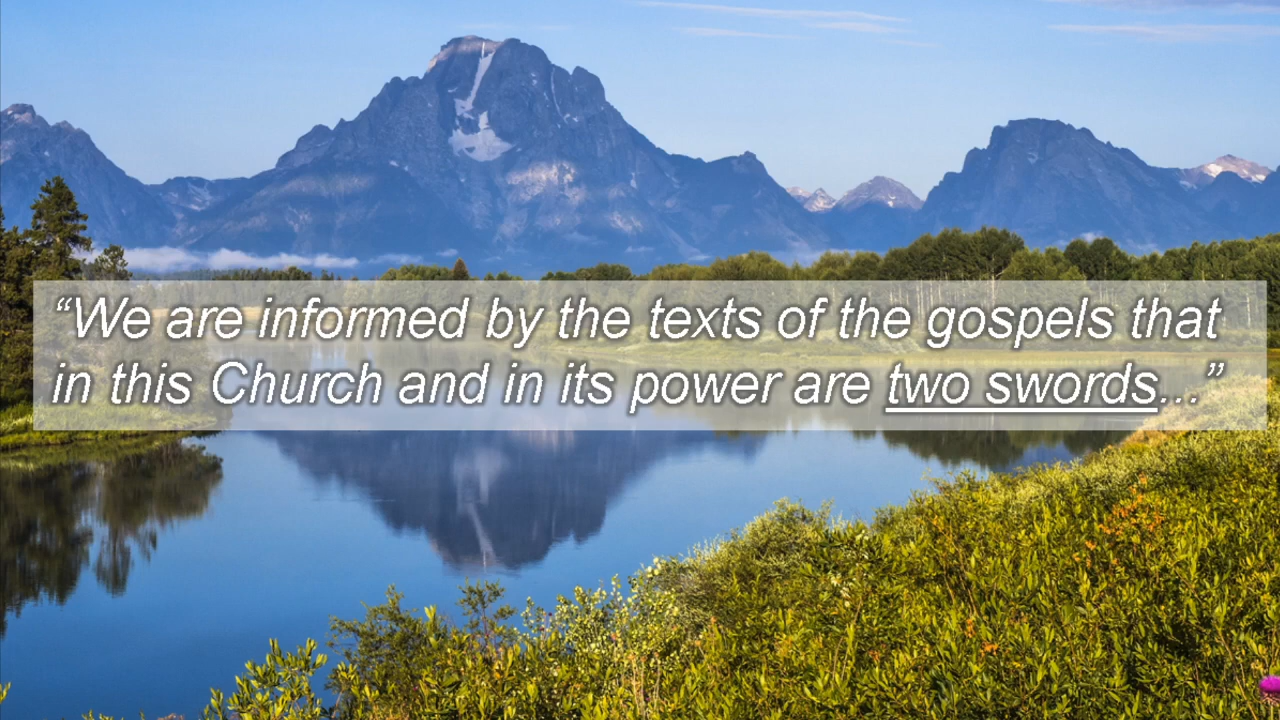 “We are informed by the texts of the gospels that
in this Church and in its power are two swords...”